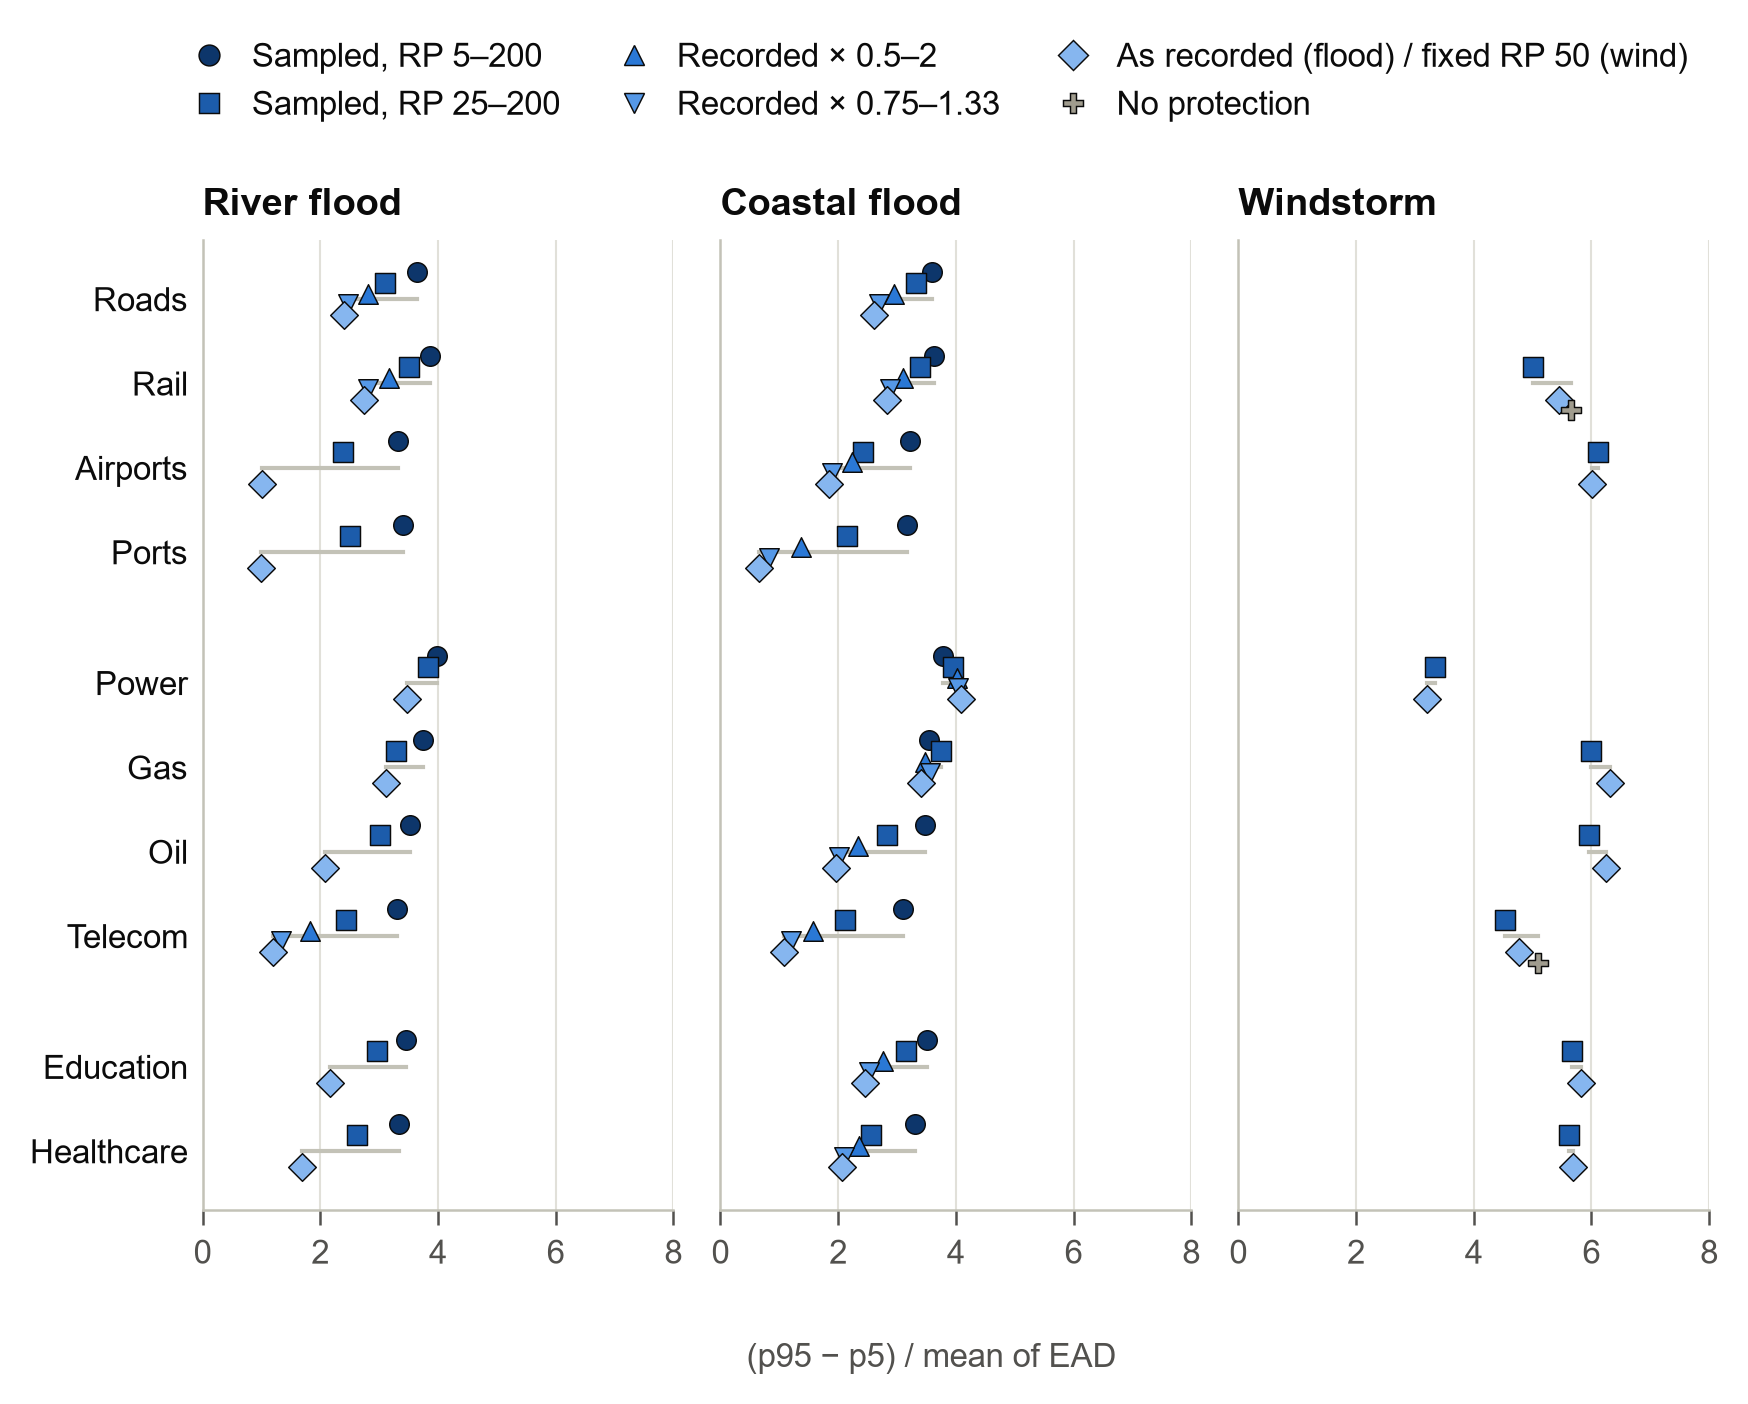 Sampled, RP 5–200
Recorded × 0.5–2
As recorded (flood) / fixed RP 50 (wind)
Sampled, RP 25–200
Recorded × 0.75–1.33
No protection
River flood
Coastal flood
Windstorm
Roads
Rail
Airports
Ports
Power
Gas
Oil
Telecom
Education
Healthcare
0 2 4 6 8
0 2 4 6 8
0 2 4 6 8
(p95 − p5) / mean of EAD